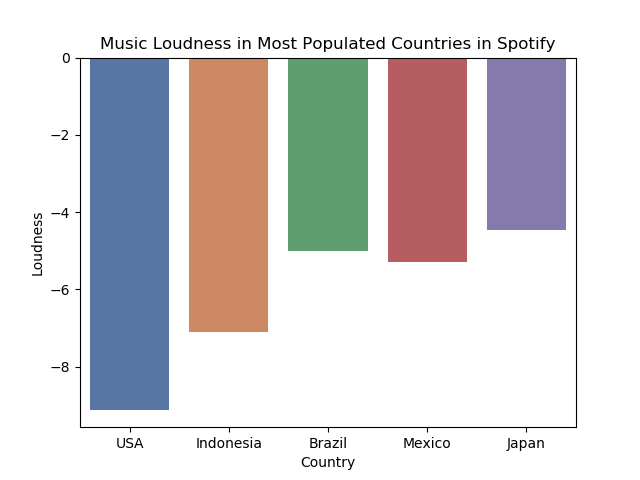 Music Loudness in Most Populated Countries in Spotify
0
−2
−4
−6
−8
Loudness
USA
Indonesia
Brazil
Mexico
Japan
Country